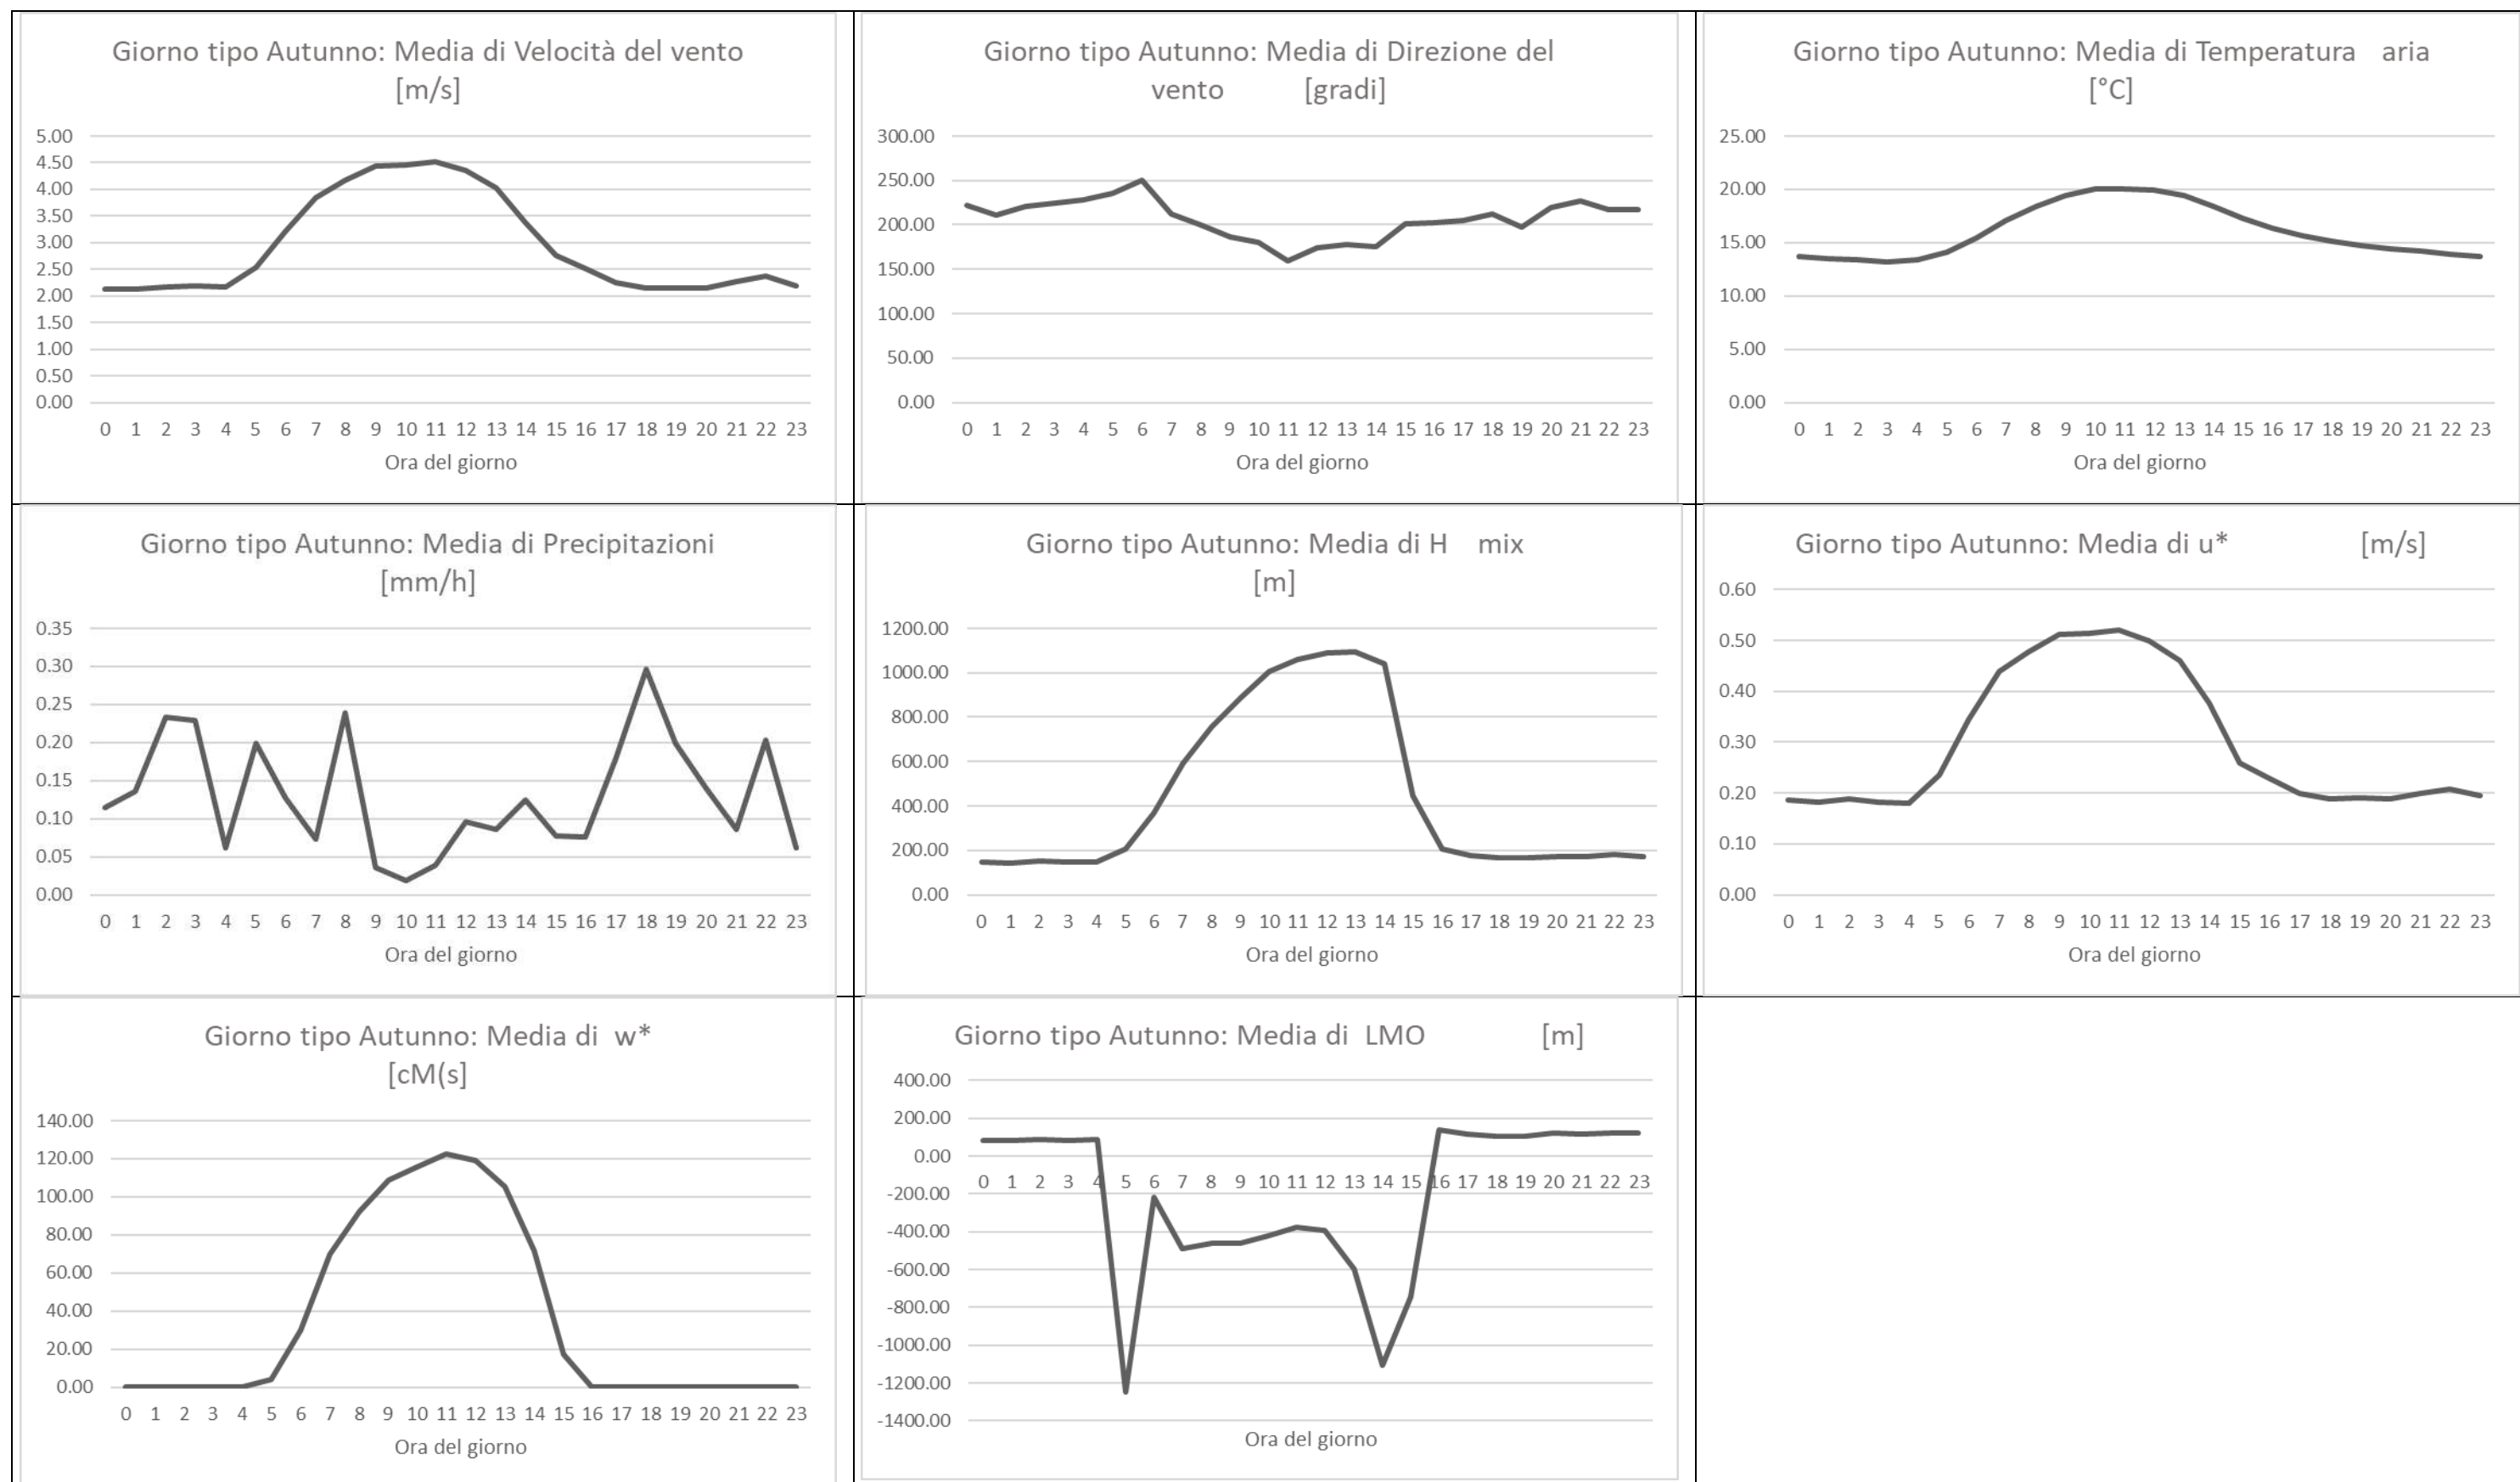 Giorno tipo Autunno: Media di Velocità del vento
[m/s]
5.00
4.50
4.00
3.50
3.00
2.50
2.00
1.50
1.00
0.50
0.00
0 1 2 3 4 5 6 7 8 9 10 11 12 13 14 15 16 17 18 19 20 21 22 23
Ora del giorno
Giorno tipo Autunno: Media di Direzione del
vento [gradi]
300.00
250.00
200.00
150.00
100.00
50.00
0.00
0 1 2 3 4 5 6 7 8 9 10 11 12 13 14 15 16 17 18 19 20 21 22 23
Ora del giorno
Giorno tipo Autunno: Media di Temperatura aria
[°C]
25.00
20.00
15.00
10.00
5.00
0.00
0 1 2 3 4 5 6 7 8 9 10 11 12 13 14 15 16 17 18 19 20 21 22 23
Ora del giorno
Giorno tipo Autunno: Media di Precipitazioni
[mm/h]
0.35
0.30
0.25
0.20
0.15
0.10
0.05
0.00
0 1 2 3 4 5 6 7 8 9 10 11 12 13 14 15 16 17 18 19 20 21 22 23
Ora del giorno
Giorno tipo Autunno: Media di H mix
[m]
1200.00
1000.00
800.00
600.00
400.00
200.00
0.00
0 1 2 3 4 5 6 7 8 9 10 11 12 13 14 15 16 17 18 19 20 21 22 23
Ora del giorno
Giorno tipo Autunno: Media di u* [m/s]
0.60
0.50
0.40
0.30
0.20
0.10
0.00
0 1 2 3 4 5 6 7 8 9 10 11 12 13 14 15 16 17 18 19 20 21 22 23
Ora del giorno
Giorno tipo Autunno: Media di w*
[cM(s]
140.00
120.00
100.00
80.00
60.00
40.00
20.00
0.00
0 1 2 3 4 5 6 7 8 9 10 11 12 13 14 15 16 17 18 19 20 21 22 23
Ora del giorno
Giorno tipo Autunno: Media di LMO [m]
400.00
200.00
0.00
0 1 2 3 4 5 6 7 8 9 10 11 12 13 14 15 16 17 18 19 20 21 22 23
-200.00
-400.00
-600.00
-800.00
-1000.00
-1200.00
-1400.00
Ora del giorno